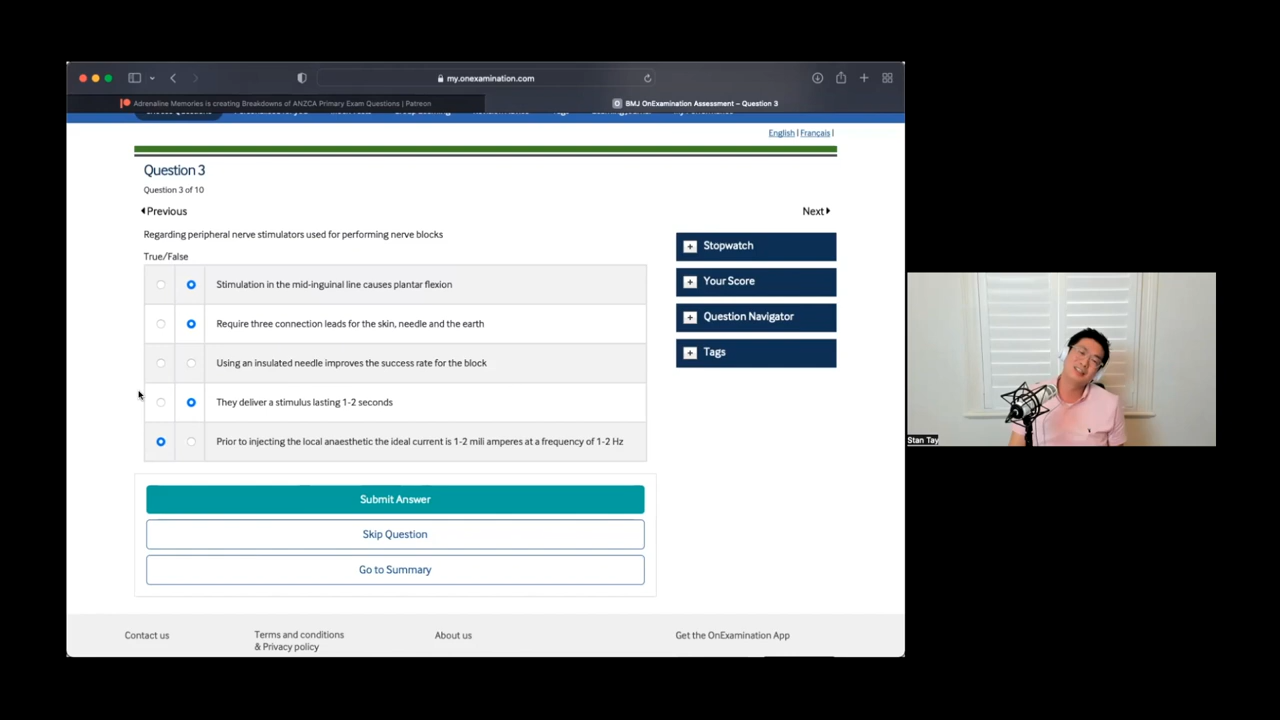 my.onexamination.com
Adrenaline Memories is creating Breakdowns of ANZCA Primary Exam Questions | Patreon
BMJ OnExamination Assessment – Question 3
English | Français |
Question 3
Question 3 of 10
Previous
Next
Regarding peripheral nerve stimulators used for performing nerve blocks
True/False
Stimulation in the mid-inguinal line causes plantar flexion
Require three connection leads for the skin, needle and the earth
Using an insulated needle improves the success rate for the block
They deliver a stimulus lasting 1-2 seconds
Prior to injecting the local anaesthetic the ideal current is 1-2 mili amperes at a frequency of 1-2 Hz
Submit Answer
Skip Question
Go to Summary
Stopwatch
Your Score
Question Navigator
Tags
Stan Tay
Contact us
Terms and conditions
& Privacy policy
About us
Get the OnExamination App